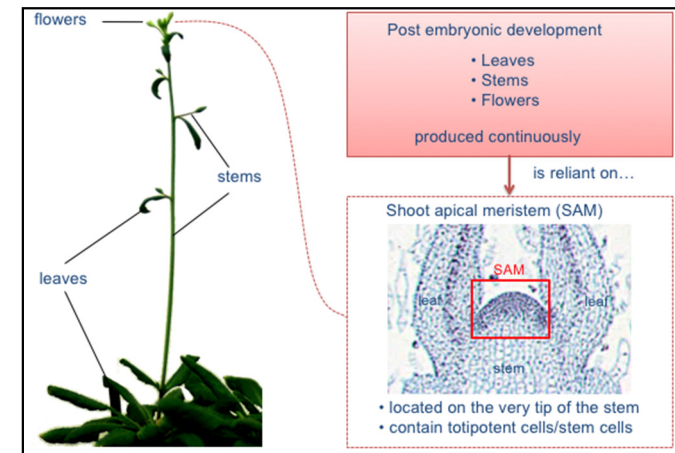 flowers
stems
leaves
Post embryonic development
• Leaves
• Stems
• Flowers
produced continuously
is reliant on…
Shoot apical meristem (SAM)
SAM
leaf
leaf
stem
• located on the very tip of the stem
• contain totipotent cells/stem cells